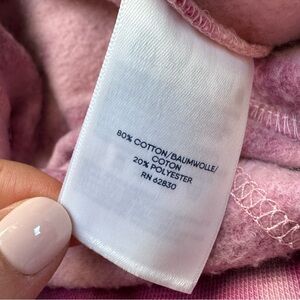 80% COTTON/BAUMWOLLE/
COTON
20% POLYESTER
RN 62830